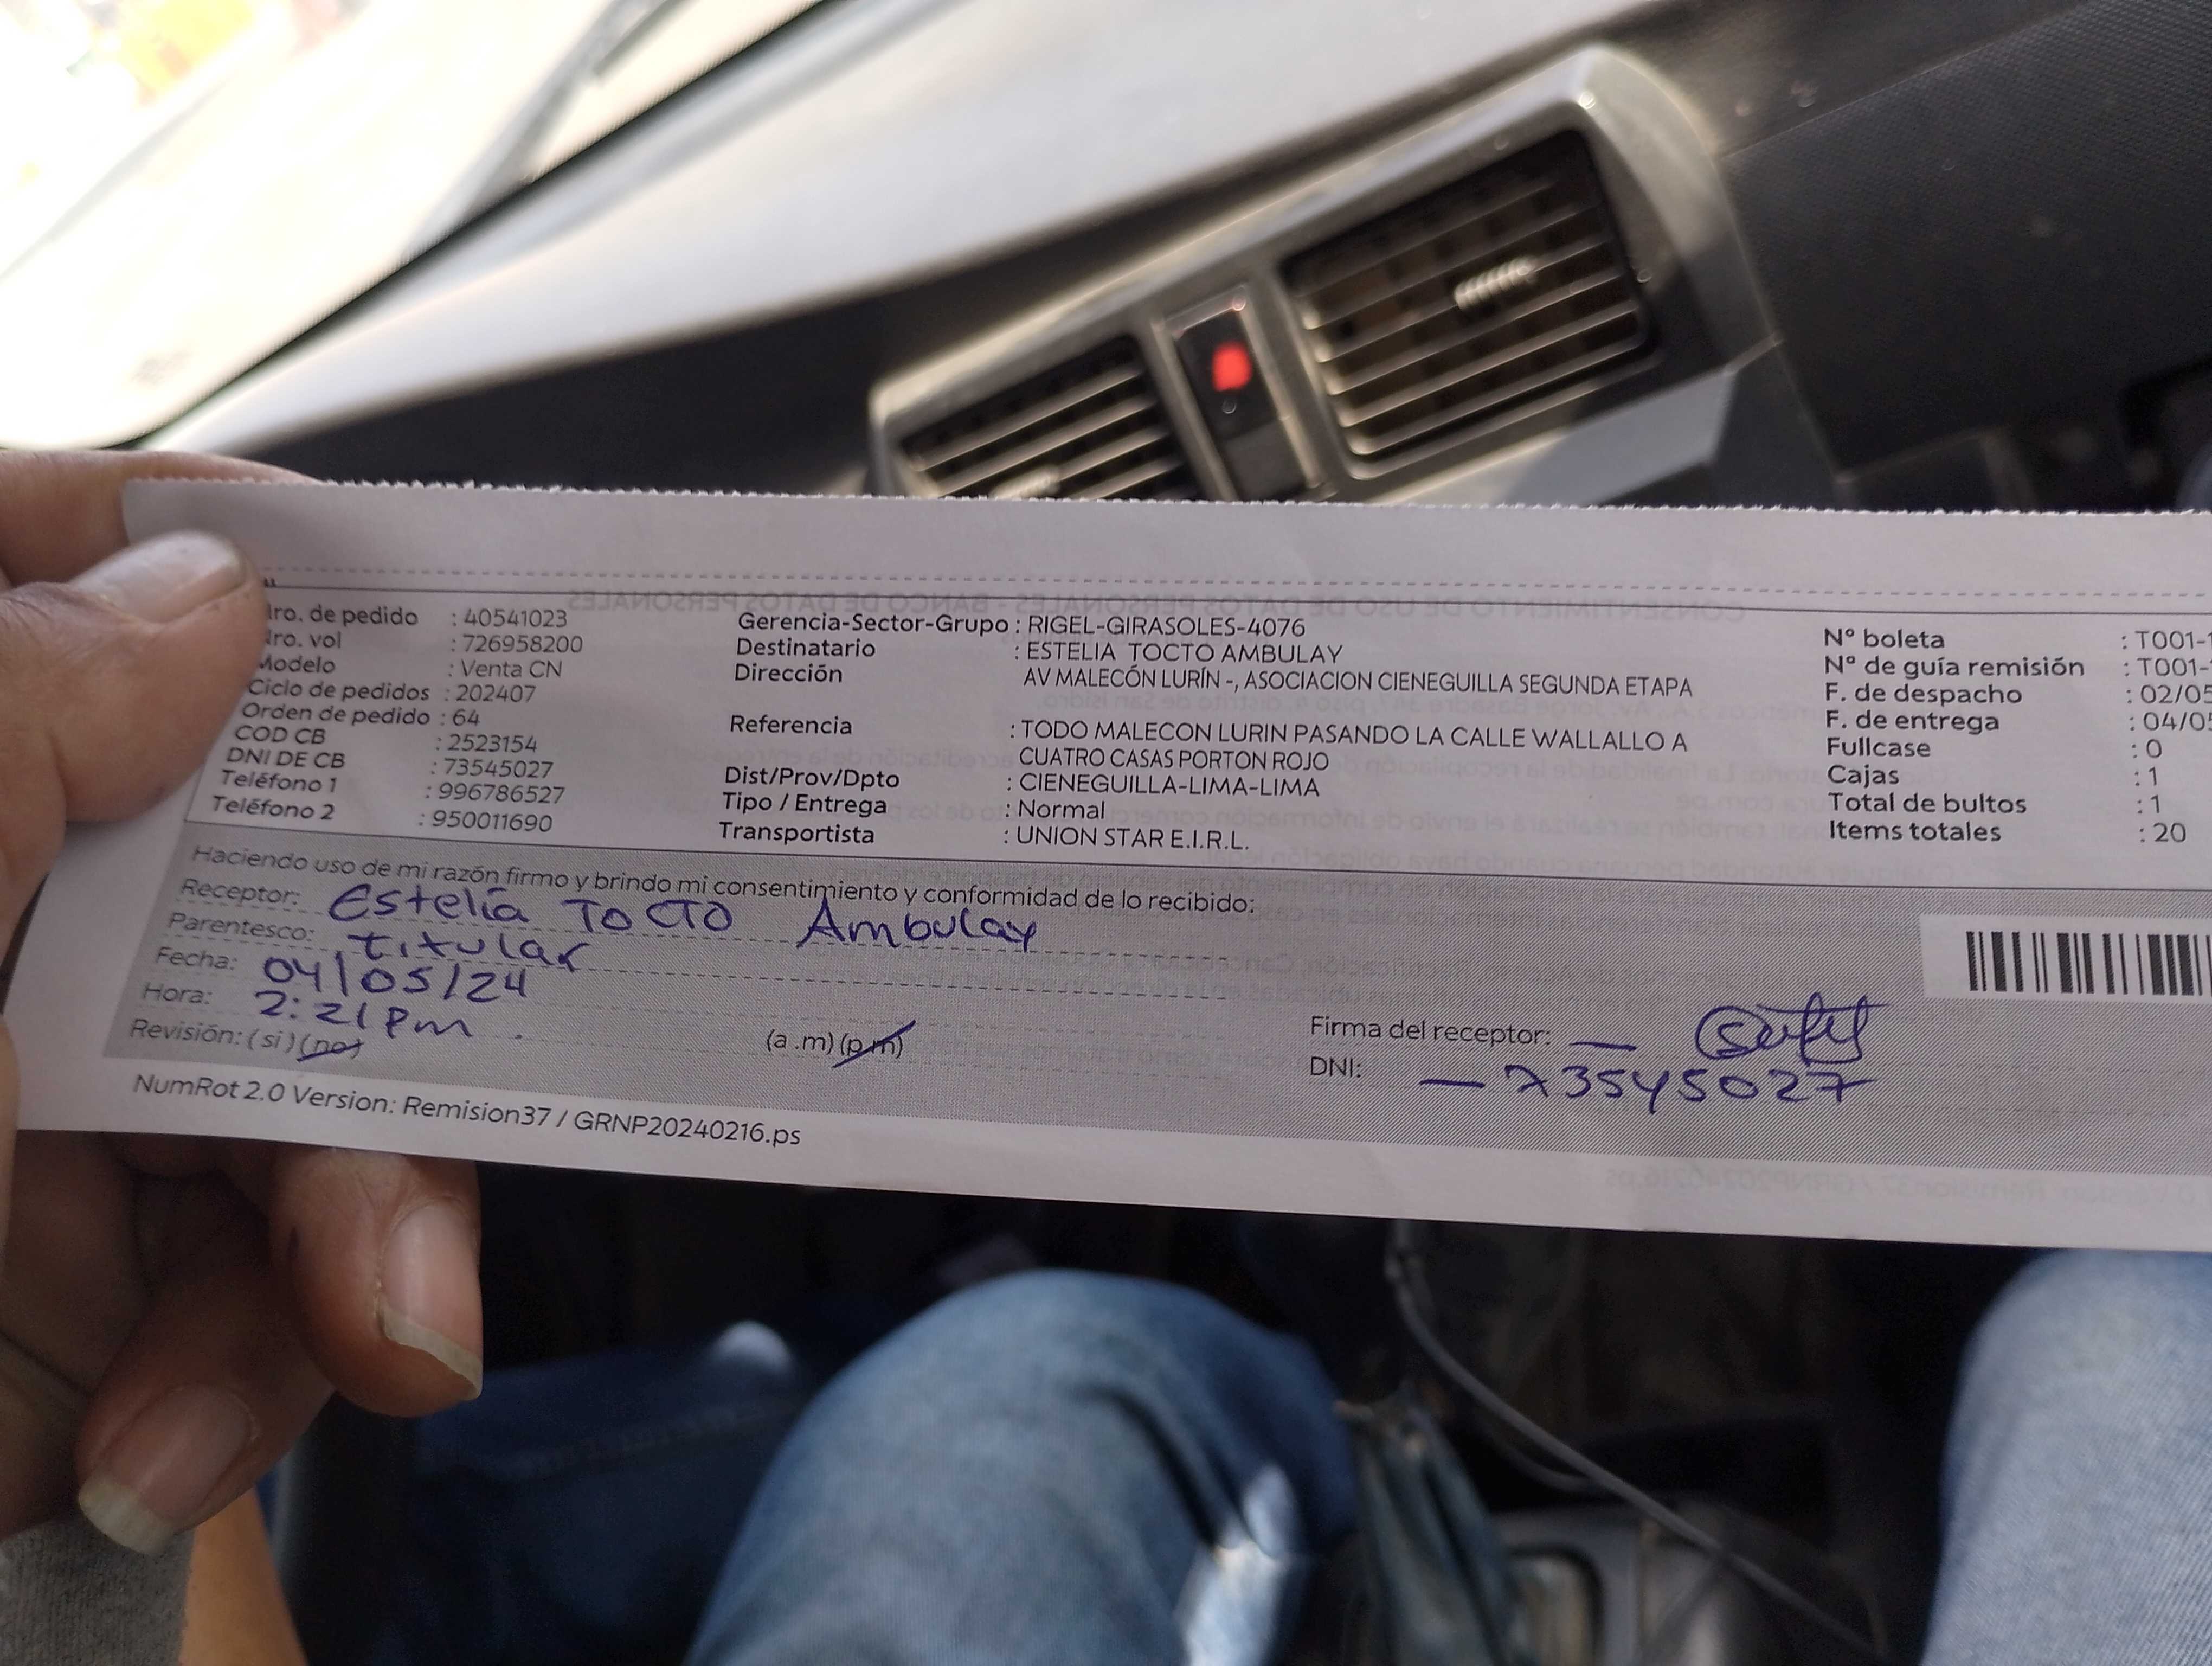 Nro. de pedido : 40541023
Nro. vol : 726958200
Modelo : Venta CN
Ciclo de pedidos : 202407
Orden de pedido : 64
COD CB : 2523154
DNI DE CB : 73545027
Teléfono 1 : 996786527
Teléfono 2 : 950011690
Gerencia-Sector-Grupo : RIGEL-GIRASOLES-4076
Destinatario : ESTELIA TOCTO AMBULAY
Dirección AV MALECÓN LURÍN -, ASOCIACION CIENEGUILLA SEGUNDA ETAPA
Referencia : TODO MALECON LURIN PASANDO LA CALLE WALLALLO A
CUATRO CASAS PORTON ROJO
Dist/Prov/Dpto : CIENEGUILLA-LIMA-LIMA
Tipo / Entrega : Normal
Transportista : UNION STAR E.I.R.L.
N° boleta : T001-1
N° de guía remisión : T001-
F. de despacho : 02/05
F. de entrega : 04/05
Fullcase : 0
Cajas : 1
Total de bultos : 1
Items totales : 20
Haciendo uso de mi razón firmo y brindo mi consentimiento y conformidad de lo recibido:
Receptor: Estelia Tocto Ambulay
Parentesco: titular
Fecha: 04/05/24
Hora: 2:21 Pm
(a .m) (p.m)
Revisión: ( si ) (no)
Firma del receptor:
DNI: 73545027
NumRot 2.0 Version: Remision37 / GRNP20240216.ps